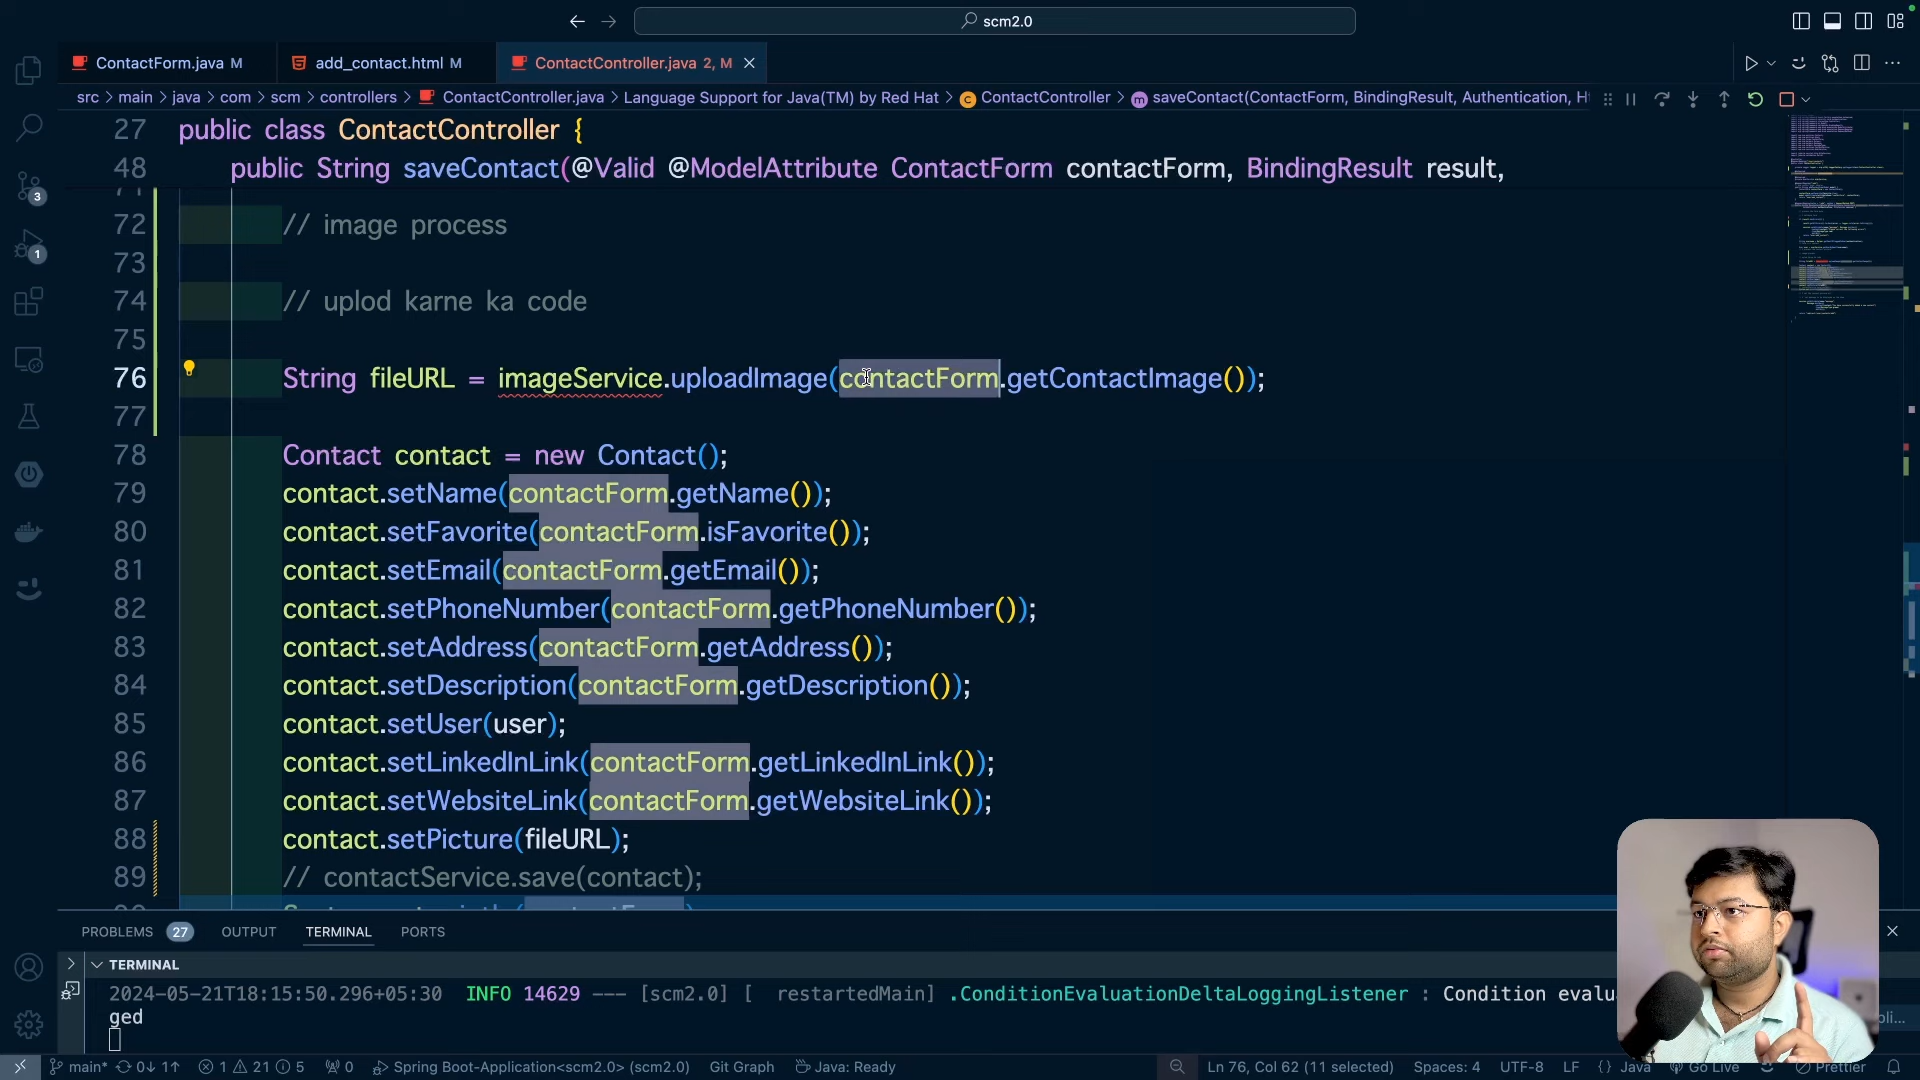 scm2.0
ContactForm.java M
add_contact.html M
ContactController.java 2, M
src > main > java > com > scm > controllers > ContactController.java > Language Support for Java(TM) by Red Hat > ContactController > saveContact(ContactForm, BindingResult, Authentication, Ht
27 public class ContactController {
48 public String saveContact(@Valid @ModelAttribute ContactForm contactForm, BindingResult result,
72 // image process
73
74 // uplod karne ka code
75
76 String fileURL = imageService.uploadImage(contactForm.getContactImage());
77
78 Contact contact = new Contact();
79 contact.setName(contactForm.getName());
80 contact.setFavorite(contactForm.isFavorite());
81 contact.setEmail(contactForm.getEmail());
82 contact.setPhoneNumber(contactForm.getPhoneNumber());
83 contact.setAddress(contactForm.getAddress());
84 contact.setDescription(contactForm.getDescription());
85 contact.setUser(user);
86 contact.setLinkedInLink(contactForm.getLinkedInLink());
87 contact.setWebsiteLink(contactForm.getWebsiteLink());
88 contact.setPicture(fileURL);
89 // contactService.save(contact);
3
1
PROBLEMS 27 OUTPUT TERMINAL PORTS
TERMINAL
2024-05-21T18:15:50.296+05:30 INFO 14629 --- [scm2.0] [ restartedMain] .ConditionEvaluationDeltaLoggingListener : Condition evalu
ged
main* 0↓ 1↑ 1 21 5 0 Spring Boot-Application<scm2.0> (scm2.0) Git Graph Java: Ready Ln 76, Col 62 (11 selected) Spaces: 4 UTF-8 LF {} Java Go Live Prettier